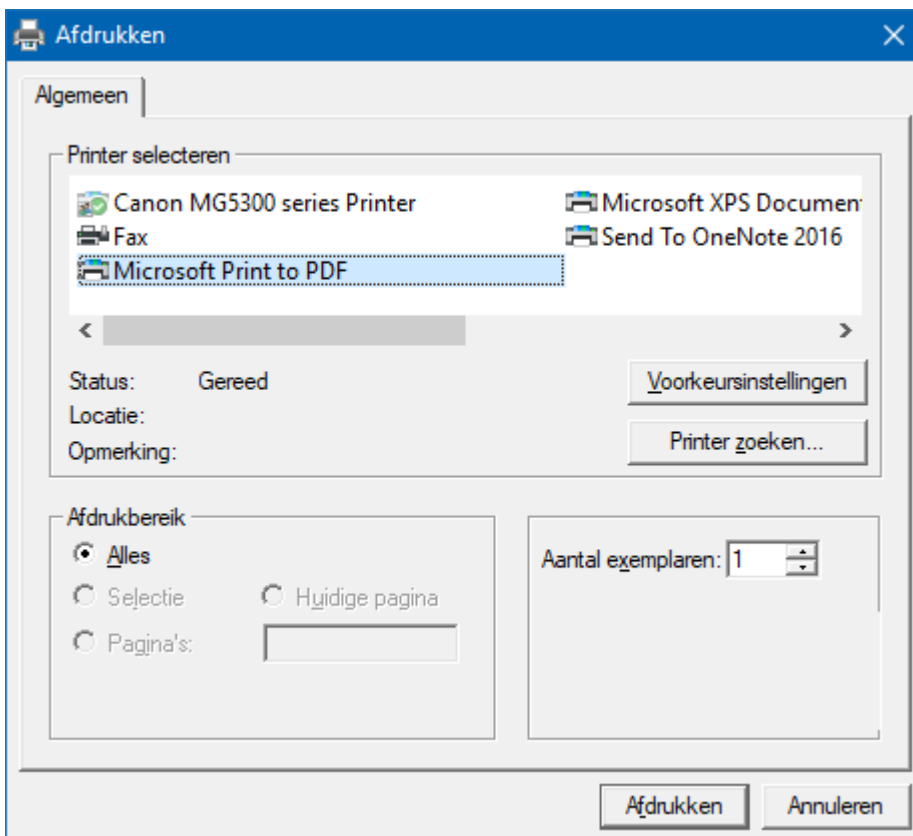 Afdrukken
Algemeen
Printer selecteren
Canon MG5300 series Printer
Fax
Microsoft Print to PDF
Microsoft XPS Documen
Send To OneNote 2016
Status: Gereed
Locatie:
Opmerking:
Voorkeursinstellingen
Printer zoeken...
Afdrukbereik
Alles
Selectie Huidige pagina
Pagina's:
Aantal exemplaren: 1
Afdrukken Annuleren